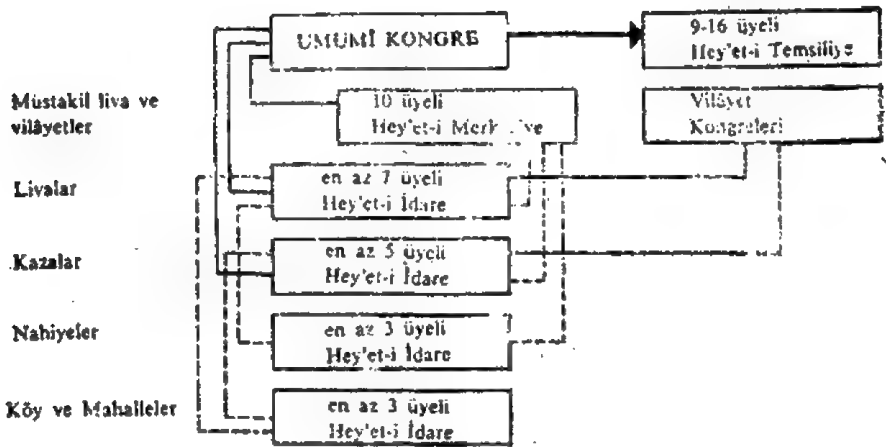 UMUMİ KONGRE
9-16 üyeli
Hey'et-i Temsiliye
Müstakil liva ve
vilâyetler
10 üyeli
Hey'et-i
Vilâyet
Kongreleri
Livalar
en az 7 üyeli
Hey'et-i İdare
Kazalar
en az 5 üyeli
Hey'et-i İdare
Nahiyeler
en az 3 üyeli
Hey'et-i İdare
Köy ve Mahalleler
en az 3 üyeli
Hey'et-i İdare